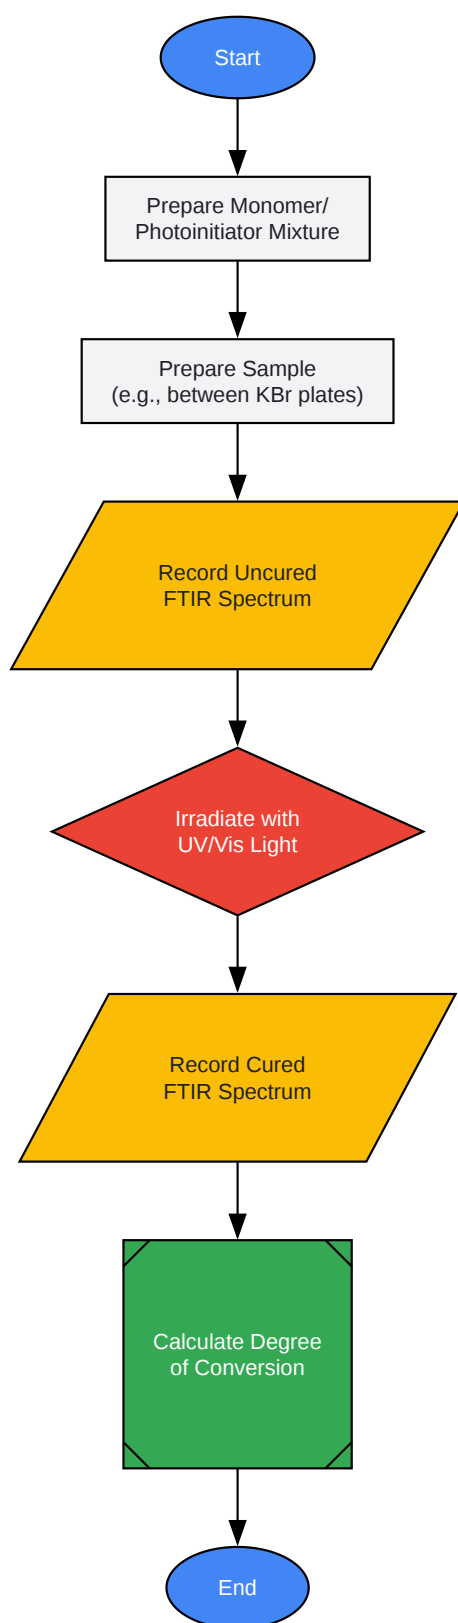 Start
Prepare Monomer/
Photoinitiator Mixture
Prepare Sample
(e.g., between KBr plates)
Record Uncured
FTIR Spectrum
Irradiate with
UV/Vis Light
Record Cured
FTIR Spectrum
Calculate Degree
of Conversion
End